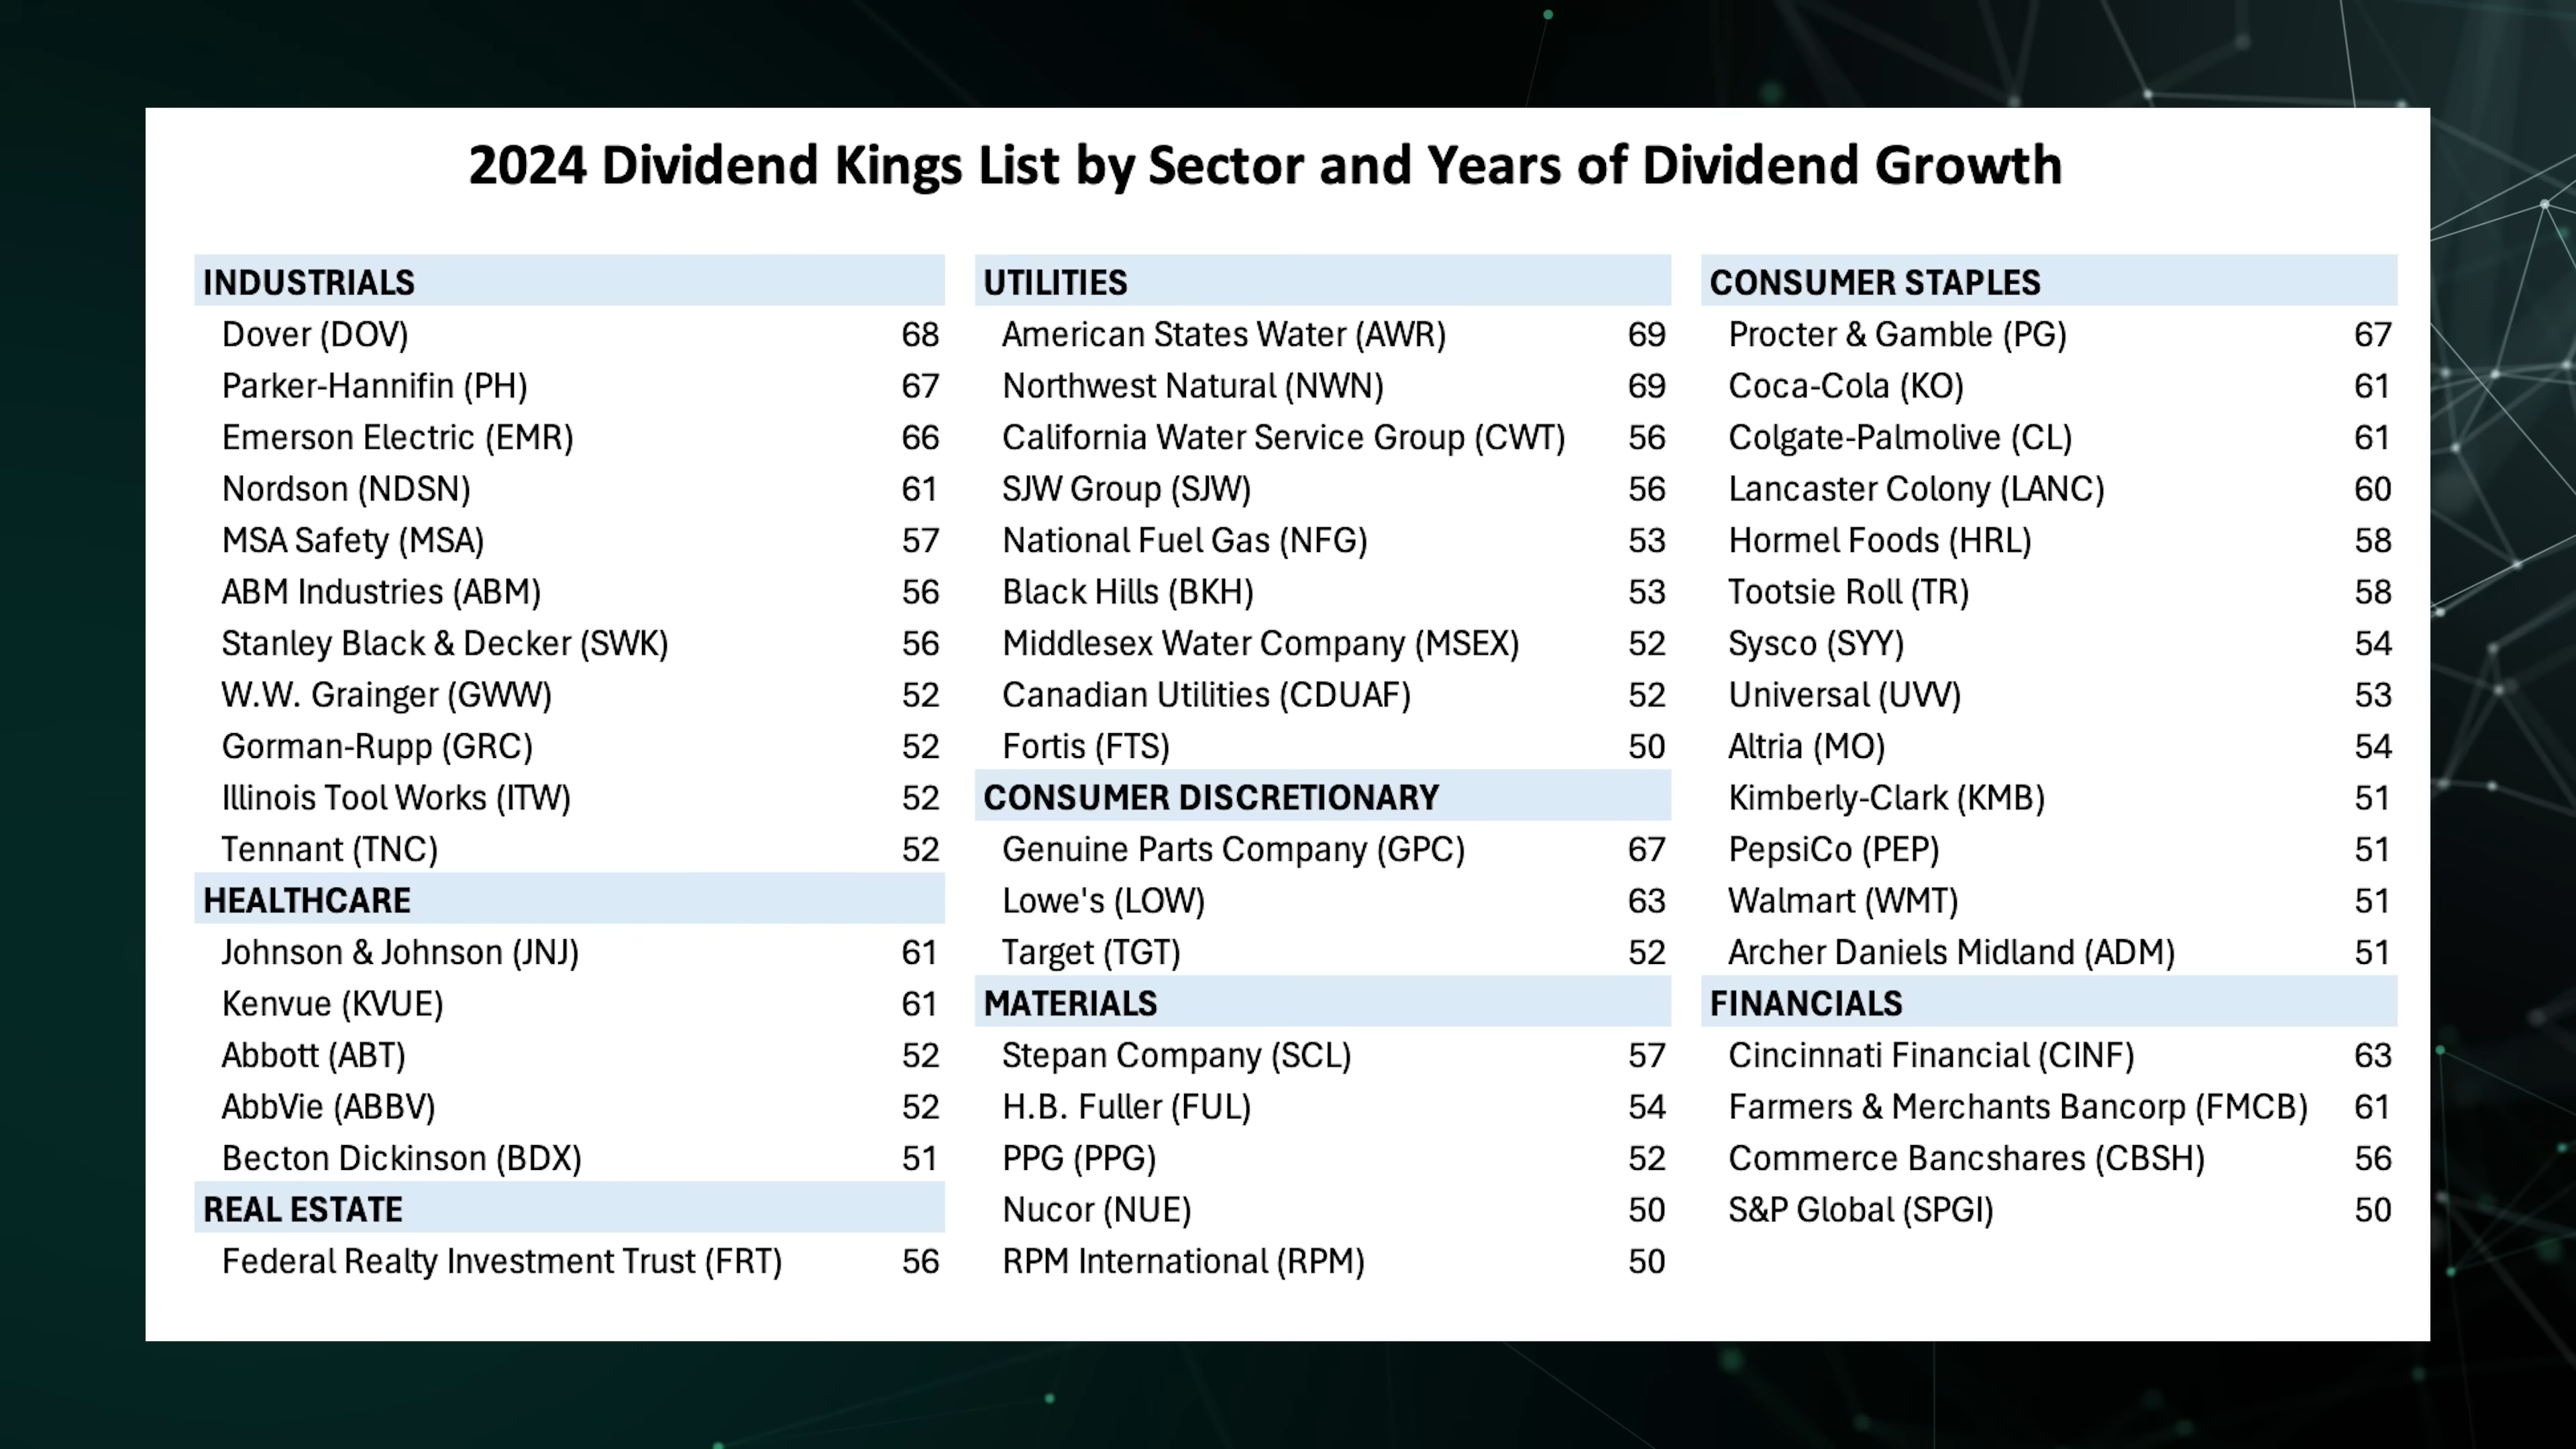 2024 Dividend Kings List by Sector and Years of Dividend Growth
INDUSTRIALS
Dover (DOV) 68
Parker-Hannifin (PH) 67
Emerson Electric (EMR) 66
Nordson (NDSN) 61
MSA Safety (MSA) 57
ABM Industries (ABM) 56
Stanley Black & Decker (SWK) 56
W.W. Grainger (GWW) 52
Gorman-Rupp (GRC) 52
Illinois Tool Works (ITW) 52
Tennant (TNC) 52
HEALTHCARE
Johnson & Johnson (JNJ) 61
Kenvue (KVUE) 61
Abbott (ABT) 52
AbbVie (ABBV) 52
Becton Dickinson (BDX) 51
REAL ESTATE
Federal Realty Investment Trust (FRT) 56
UTILITIES
American States Water (AWR) 69
Northwest Natural (NWN) 69
California Water Service Group (CWT) 56
SJW Group (SJW) 56
National Fuel Gas (NFG) 53
Black Hills (BKH) 53
Middlesex Water Company (MSEX) 52
Canadian Utilities (CDUAF) 52
Fortis (FTS) 50
CONSUMER DISCRETIONARY
Genuine Parts Company (GPC) 67
Lowe's (LOW) 63
Target (TGT) 52
MATERIALS
Stepan Company (SCL) 57
H.B. Fuller (FUL) 54
PPG (PPG) 52
Nucor (NUE) 50
RPM International (RPM) 50
CONSUMER STAPLES
Procter & Gamble (PG) 67
Coca-Cola (KO) 61
Colgate-Palmolive (CL) 61
Lancaster Colony (LANC) 60
Hormel Foods (HRL) 58
Tootsie Roll (TR) 58
Sysco (SYY) 54
Universal (UVV) 53
Altria (MO) 54
Kimberly-Clark (KMB) 51
PepsiCo (PEP) 51
Walmart (WMT) 51
Archer Daniels Midland (ADM) 51
FINANCIALS
Cincinnati Financial (CINF) 63
Farmers & Merchants Bancorp (FMCB) 61
Commerce Bancshares (CBSH) 56
S&P Global (SPGI) 50